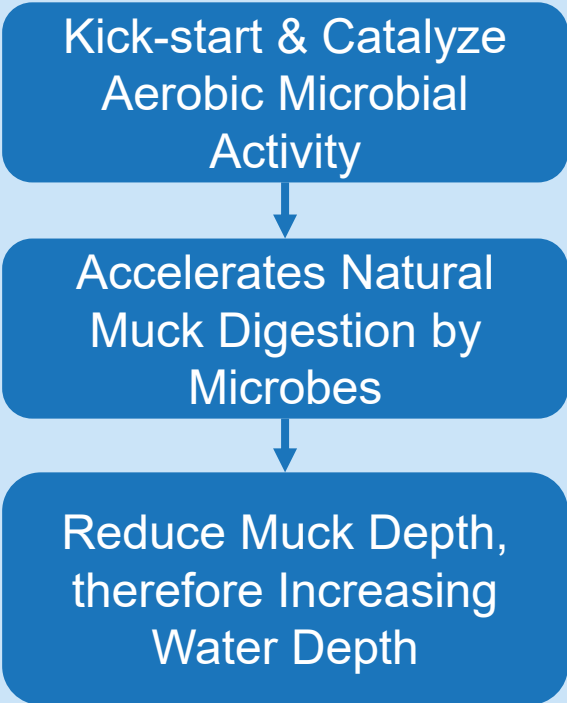 Kick-start & Catalyze
Aerobic Microbial
Activity
Accelerates Natural
Muck Digestion by
Microbes
Reduce Muck Depth,
therefore Increasing
Water Depth